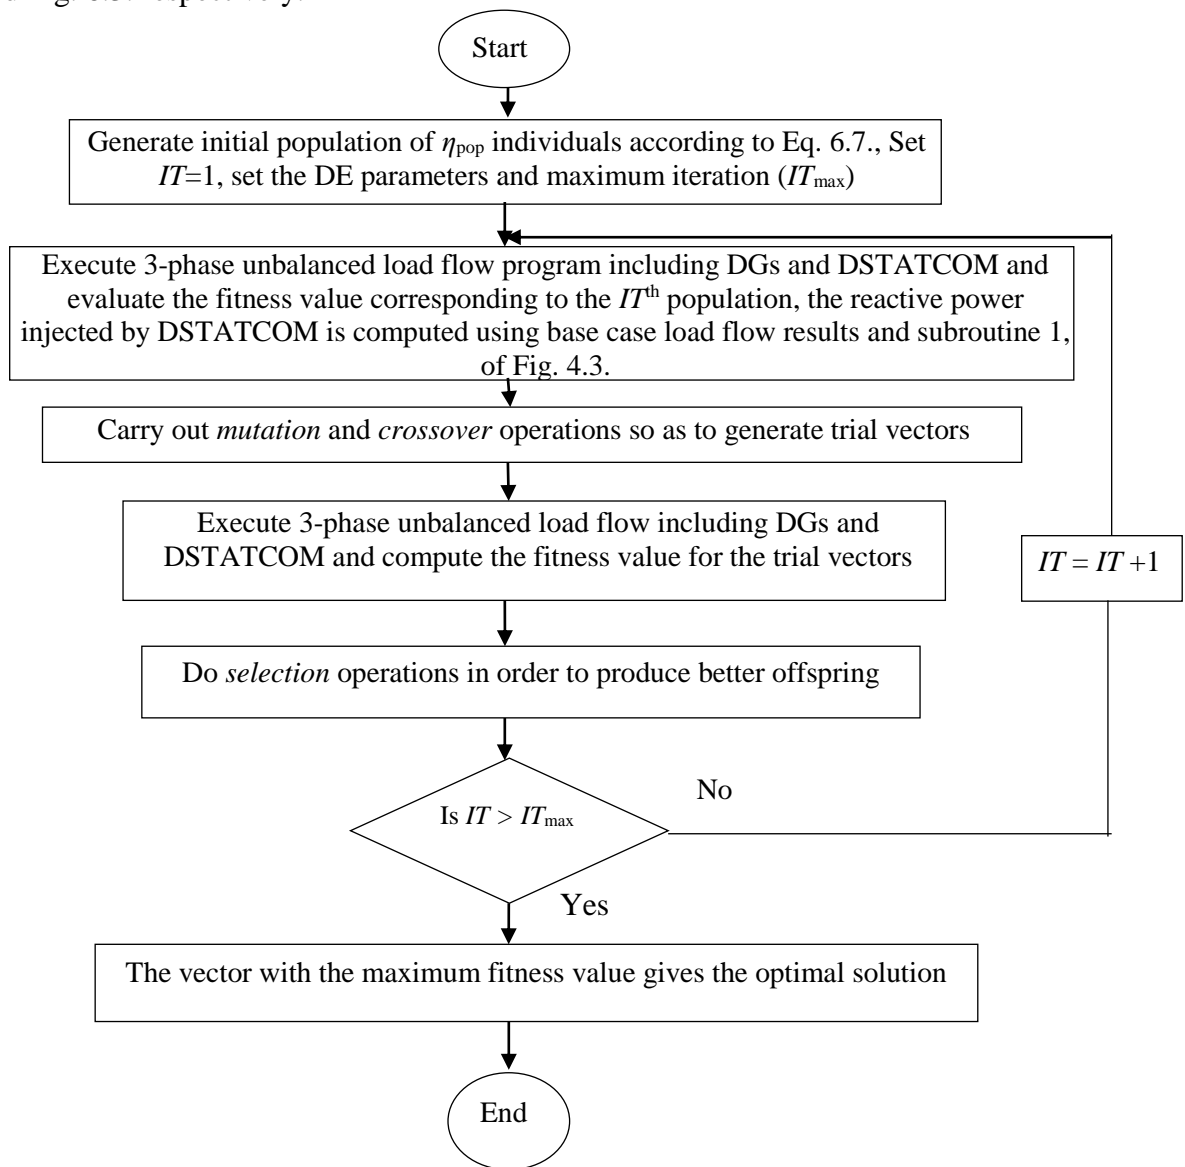 Start
Generate initial population of ηpop individuals according to Eq. 6.7., Set
IT=1, set the DE parameters and maximum iteration (ITmax)
Execute 3-phase unbalanced load flow program including DGs and DSTATCOM and
evaluate the fitness value corresponding to the ITth population, the reactive power
injected by DSTATCOM is computed using base case load flow results and subroutine 1,
of Fig. 4.3.
Carry out mutation and crossover operations so as to generate trial vectors
Execute 3-phase unbalanced load flow including DGs and
DSTATCOM and compute the fitness value for the trial vectors
IT = IT +1
Do selection operations in order to produce better offspring
Is IT > ITmax
No
Yes
The vector with the maximum fitness value gives the optimal solution
End